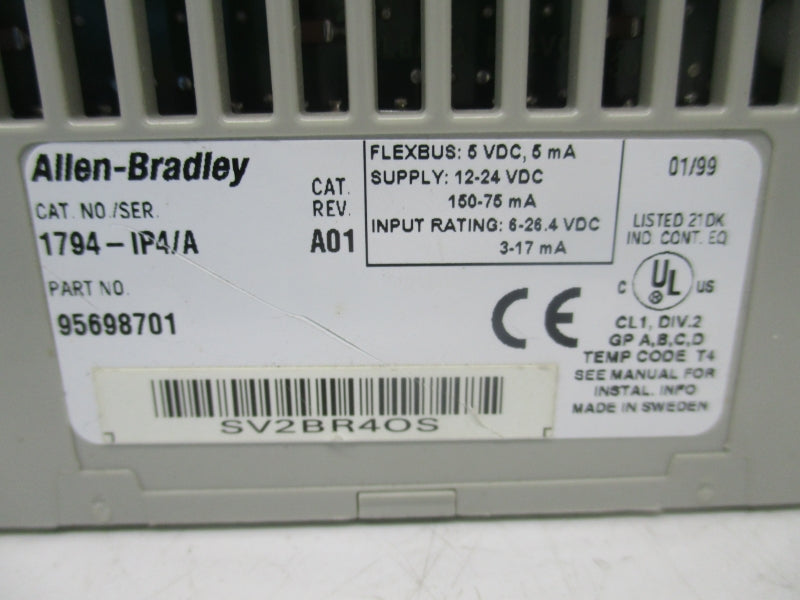 Allen-Bradley
CAT. NO./SER.
1794-IP4/A
CAT.
REV.
A01
PART NO.
95698701
FLEXBUS: 5 VDC, 5 mA
SUPPLY: 12-24 VDC
150-75 mA
INPUT RATING: 6-26.4 VDC
3-17 mA
01/99
LISTED 21DK
IND. CONT. EQ
C UL US
CE
CL1, DIV.2
GP A,B,C,D
TEMP CODE T4
SEE MANUAL FOR
INSTAL. INFO
MADE IN SWEDEN
SV2BR4OS